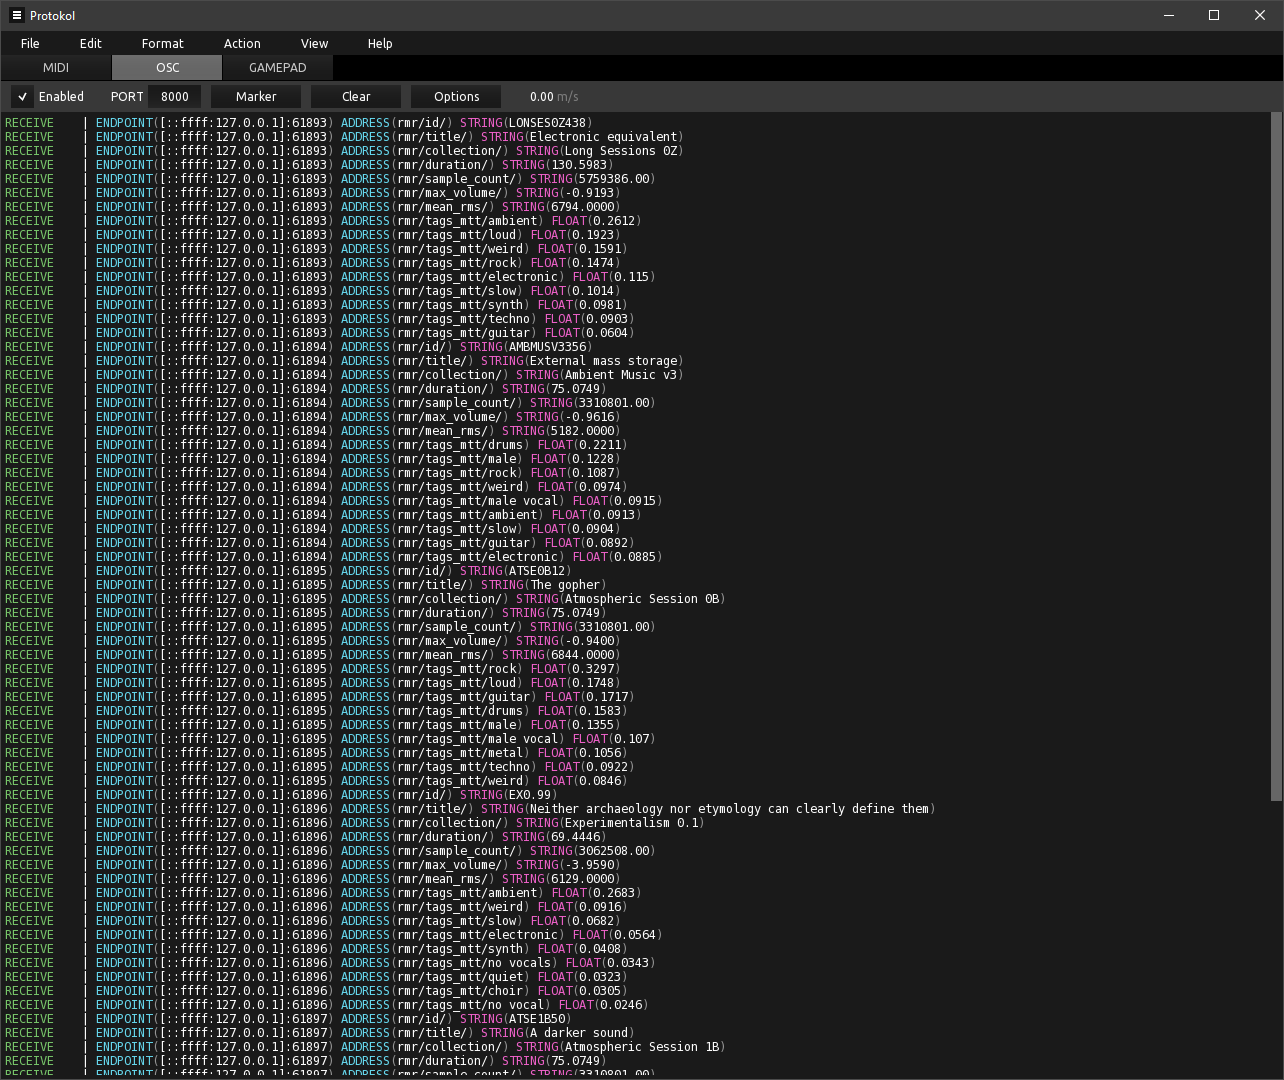 Protokol
File Edit Format Action View Help
MIDI OSC GAMEPAD
Enabled PORT 8000 Marker Clear Options 0.00 m/s
RECEIVE | ENDPOINT([::ffff:127.0.0.1]:61893) ADDRESS(rmr/id/) STRING(LONSES0Z438)
RECEIVE | ENDPOINT([::ffff:127.0.0.1]:61893) ADDRESS(rmr/title/) STRING(Electronic equivalent)
RECEIVE | ENDPOINT([::ffff:127.0.0.1]:61893) ADDRESS(rmr/collection/) STRING(Long Sessions 0Z)
RECEIVE | ENDPOINT([::ffff:127.0.0.1]:61893) ADDRESS(rmr/duration/) STRING(130.5983)
RECEIVE | ENDPOINT([::ffff:127.0.0.1]:61893) ADDRESS(rmr/sample_count/) STRING(5759386.00)
RECEIVE | ENDPOINT([::ffff:127.0.0.1]:61893) ADDRESS(rmr/max_volume/) STRING(-0.9193)
RECEIVE | ENDPOINT([::ffff:127.0.0.1]:61893) ADDRESS(rmr/mean_rms/) STRING(6794.0000)
RECEIVE | ENDPOINT([::ffff:127.0.0.1]:61893) ADDRESS(rmr/tags_mtt/ambient) FLOAT(0.2612)
RECEIVE | ENDPOINT([::ffff:127.0.0.1]:61893) ADDRESS(rmr/tags_mtt/loud) FLOAT(0.1923)
RECEIVE | ENDPOINT([::ffff:127.0.0.1]:61893) ADDRESS(rmr/tags_mtt/weird) FLOAT(0.1591)
RECEIVE | ENDPOINT([::ffff:127.0.0.1]:61893) ADDRESS(rmr/tags_mtt/rock) FLOAT(0.1474)
RECEIVE | ENDPOINT([::ffff:127.0.0.1]:61893) ADDRESS(rmr/tags_mtt/electronic) FLOAT(0.115)
RECEIVE | ENDPOINT([::ffff:127.0.0.1]:61893) ADDRESS(rmr/tags_mtt/slow) FLOAT(0.1014)
RECEIVE | ENDPOINT([::ffff:127.0.0.1]:61893) ADDRESS(rmr/tags_mtt/synth) FLOAT(0.0981)
RECEIVE | ENDPOINT([::ffff:127.0.0.1]:61893) ADDRESS(rmr/tags_mtt/techno) FLOAT(0.0903)
RECEIVE | ENDPOINT([::ffff:127.0.0.1]:61893) ADDRESS(rmr/tags_mtt/guitar) FLOAT(0.0604)
RECEIVE | ENDPOINT([::ffff:127.0.0.1]:61894) ADDRESS(rmr/id/) STRING(AMBMUSV3356)
RECEIVE | ENDPOINT([::ffff:127.0.0.1]:61894) ADDRESS(rmr/title/) STRING(External mass storage)
RECEIVE | ENDPOINT([::ffff:127.0.0.1]:61894) ADDRESS(rmr/collection/) STRING(Ambient Music v3)
RECEIVE | ENDPOINT([::ffff:127.0.0.1]:61894) ADDRESS(rmr/duration/) STRING(75.0749)
RECEIVE | ENDPOINT([::ffff:127.0.0.1]:61894) ADDRESS(rmr/sample_count/) STRING(3310801.00)
RECEIVE | ENDPOINT([::ffff:127.0.0.1]:61894) ADDRESS(rmr/max_volume/) STRING(-0.9616)
RECEIVE | ENDPOINT([::ffff:127.0.0.1]:61894) ADDRESS(rmr/mean_rms/) STRING(5182.0000)
RECEIVE | ENDPOINT([::ffff:127.0.0.1]:61894) ADDRESS(rmr/tags_mtt/drums) FLOAT(0.2211)
RECEIVE | ENDPOINT([::ffff:127.0.0.1]:61894) ADDRESS(rmr/tags_mtt/male) FLOAT(0.1228)
RECEIVE | ENDPOINT([::ffff:127.0.0.1]:61894) ADDRESS(rmr/tags_mtt/rock) FLOAT(0.1087)
RECEIVE | ENDPOINT([::ffff:127.0.0.1]:61894) ADDRESS(rmr/tags_mtt/weird) FLOAT(0.0974)
RECEIVE | ENDPOINT([::ffff:127.0.0.1]:61894) ADDRESS(rmr/tags_mtt/male vocal) FLOAT(0.0915)
RECEIVE | ENDPOINT([::ffff:127.0.0.1]:61894) ADDRESS(rmr/tags_mtt/ambient) FLOAT(0.0913)
RECEIVE | ENDPOINT([::ffff:127.0.0.1]:61894) ADDRESS(rmr/tags_mtt/slow) FLOAT(0.0904)
RECEIVE | ENDPOINT([::ffff:127.0.0.1]:61894) ADDRESS(rmr/tags_mtt/guitar) FLOAT(0.0892)
RECEIVE | ENDPOINT([::ffff:127.0.0.1]:61894) ADDRESS(rmr/tags_mtt/electronic) FLOAT(0.0885)
RECEIVE | ENDPOINT([::ffff:127.0.0.1]:61895) ADDRESS(rmr/id/) STRING(ATSE0B12)
RECEIVE | ENDPOINT([::ffff:127.0.0.1]:61895) ADDRESS(rmr/title/) STRING(The gopher)
RECEIVE | ENDPOINT([::ffff:127.0.0.1]:61895) ADDRESS(rmr/collection/) STRING(Atmospheric Session 0B)
RECEIVE | ENDPOINT([::ffff:127.0.0.1]:61895) ADDRESS(rmr/duration/) STRING(75.0749)
RECEIVE | ENDPOINT([::ffff:127.0.0.1]:61895) ADDRESS(rmr/sample_count/) STRING(3310801.00)
RECEIVE | ENDPOINT([::ffff:127.0.0.1]:61895) ADDRESS(rmr/max_volume/) STRING(-0.9400)
RECEIVE | ENDPOINT([::ffff:127.0.0.1]:61895) ADDRESS(rmr/mean_rms/) STRING(6844.0000)
RECEIVE | ENDPOINT([::ffff:127.0.0.1]:61895) ADDRESS(rmr/tags_mtt/rock) FLOAT(0.3297)
RECEIVE | ENDPOINT([::ffff:127.0.0.1]:61895) ADDRESS(rmr/tags_mtt/loud) FLOAT(0.1748)
RECEIVE | ENDPOINT([::ffff:127.0.0.1]:61895) ADDRESS(rmr/tags_mtt/guitar) FLOAT(0.1717)
RECEIVE | ENDPOINT([::ffff:127.0.0.1]:61895) ADDRESS(rmr/tags_mtt/drums) FLOAT(0.1583)
RECEIVE | ENDPOINT([::ffff:127.0.0.1]:61895) ADDRESS(rmr/tags_mtt/male) FLOAT(0.1355)
RECEIVE | ENDPOINT([::ffff:127.0.0.1]:61895) ADDRESS(rmr/tags_mtt/male vocal) FLOAT(0.107)
RECEIVE | ENDPOINT([::ffff:127.0.0.1]:61895) ADDRESS(rmr/tags_mtt/metal) FLOAT(0.1056)
RECEIVE | ENDPOINT([::ffff:127.0.0.1]:61895) ADDRESS(rmr/tags_mtt/techno) FLOAT(0.0922)
RECEIVE | ENDPOINT([::ffff:127.0.0.1]:61895) ADDRESS(rmr/tags_mtt/weird) FLOAT(0.0846)
RECEIVE | ENDPOINT([::ffff:127.0.0.1]:61896) ADDRESS(rmr/id/) STRING(EX0.99)
RECEIVE | ENDPOINT([::ffff:127.0.0.1]:61896) ADDRESS(rmr/title/) STRING(Neither archaeology nor etymology can clearly define them)
RECEIVE | ENDPOINT([::ffff:127.0.0.1]:61896) ADDRESS(rmr/collection/) STRING(Experimentalism 0.1)
RECEIVE | ENDPOINT([::ffff:127.0.0.1]:61896) ADDRESS(rmr/duration/) STRING(69.4446)
RECEIVE | ENDPOINT([::ffff:127.0.0.1]:61896) ADDRESS(rmr/sample_count/) STRING(3062508.00)
RECEIVE | ENDPOINT([::ffff:127.0.0.1]:61896) ADDRESS(rmr/max_volume/) STRING(-3.9590)
RECEIVE | ENDPOINT([::ffff:127.0.0.1]:61896) ADDRESS(rmr/mean_rms/) STRING(6129.0000)
RECEIVE | ENDPOINT([::ffff:127.0.0.1]:61896) ADDRESS(rmr/tags_mtt/ambient) FLOAT(0.2683)
RECEIVE | ENDPOINT([::ffff:127.0.0.1]:61896) ADDRESS(rmr/tags_mtt/weird) FLOAT(0.0916)
RECEIVE | ENDPOINT([::ffff:127.0.0.1]:61896) ADDRESS(rmr/tags_mtt/slow) FLOAT(0.0682)
RECEIVE | ENDPOINT([::ffff:127.0.0.1]:61896) ADDRESS(rmr/tags_mtt/electronic) FLOAT(0.0564)
RECEIVE | ENDPOINT([::ffff:127.0.0.1]:61896) ADDRESS(rmr/tags_mtt/synth) FLOAT(0.0408)
RECEIVE | ENDPOINT([::ffff:127.0.0.1]:61896) ADDRESS(rmr/tags_mtt/no vocals) FLOAT(0.0343)
RECEIVE | ENDPOINT([::ffff:127.0.0.1]:61896) ADDRESS(rmr/tags_mtt/quiet) FLOAT(0.0323)
RECEIVE | ENDPOINT([::ffff:127.0.0.1]:61896) ADDRESS(rmr/tags_mtt/choir) FLOAT(0.0305)
RECEIVE | ENDPOINT([::ffff:127.0.0.1]:61896) ADDRESS(rmr/tags_mtt/no vocal) FLOAT(0.0246)
RECEIVE | ENDPOINT([::ffff:127.0.0.1]:61897) ADDRESS(rmr/id/) STRING(ATSE1B50)
RECEIVE | ENDPOINT([::ffff:127.0.0.1]:61897) ADDRESS(rmr/title/) STRING(A darker sound)
RECEIVE | ENDPOINT([::ffff:127.0.0.1]:61897) ADDRESS(rmr/collection/) STRING(Atmospheric Session 1B)
RECEIVE | ENDPOINT([::ffff:127.0.0.1]:61897) ADDRESS(rmr/duration/) STRING(75.0749)
RECEIVE | ENDPOINT([::ffff:127.0.0.1]:61897) ADDRESS(rmr/sample_count/) STRING(3310801.00)